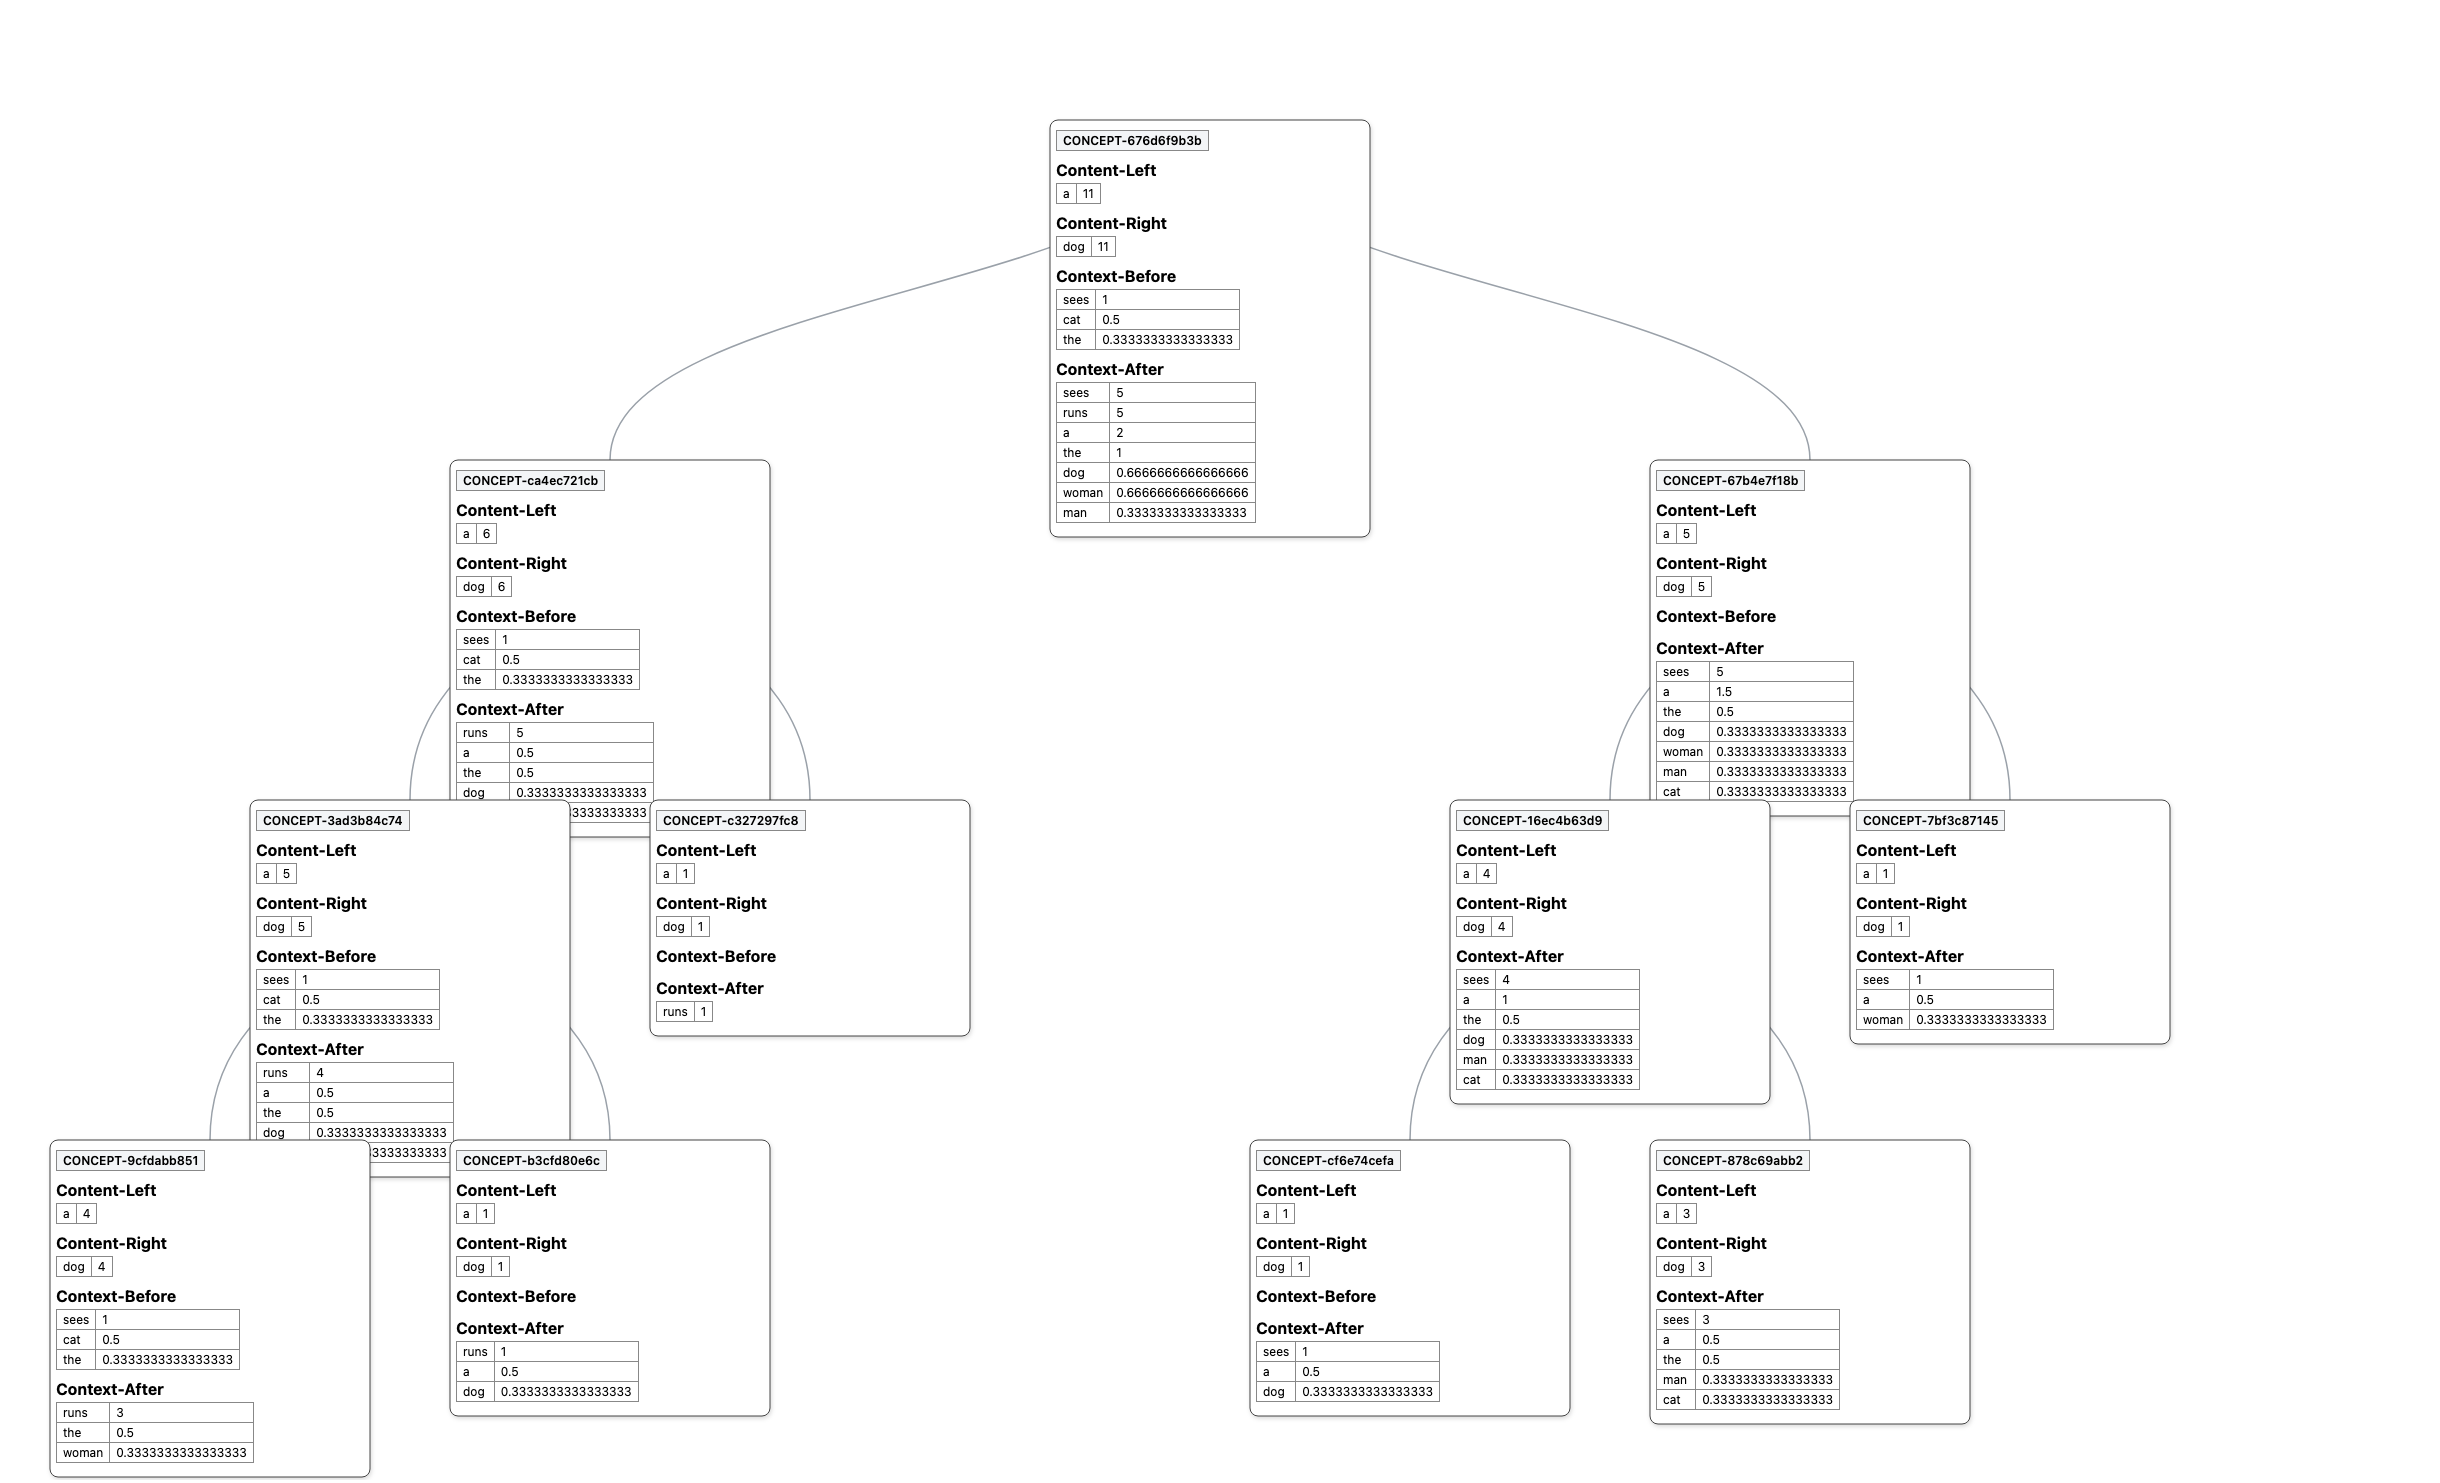 CONCEPT-676d6f9b3b
Content-Left
a 11
Content-Right
dog 11
Context-Before
sees 1
cat 0.5
the 0.3333333333333333
Context-After
sees 5
runs 5
a 2
the 1
dog 0.6666666666666666
woman 0.6666666666666666
man 0.3333333333333333
CONCEPT-ca4ec721cb
Content-Left
a 6
Content-Right
dog 6
Context-Before
sees 1
cat 0.5
the 0.3333333333333333
Context-After
runs 5
a 0.5
the 0.5
dog 0.3333333333333333
CONCEPT-67b4e7f18b
Content-Left
a 5
Content-Right
dog 5
Context-Before
Context-After
sees 5
a 1.5
the 0.5
dog 0.3333333333333333
woman 0.3333333333333333
man 0.3333333333333333
cat 0.3333333333333333
CONCEPT-3ad3b84c74
Content-Left
a 5
Content-Right
dog 5
Context-Before
sees 1
cat 0.5
the 0.3333333333333333
Context-After
runs 4
a 0.5
the 0.5
dog 0.3333333333333333
CONCEPT-c327297fc8
Content-Left
a 1
Content-Right
dog 1
Context-Before
Context-After
runs 1
CONCEPT-16ec4b63d9
Content-Left
a 4
Content-Right
dog 4
Context-After
sees 4
a 1
the 0.5
dog 0.3333333333333333
man 0.3333333333333333
cat 0.3333333333333333
CONCEPT-7bf3c87145
Content-Left
a 1
Content-Right
dog 1
Context-After
sees 1
a 0.5
woman 0.3333333333333333
CONCEPT-9cfdabb851
Content-Left
a 4
Content-Right
dog 4
Context-Before
sees 1
cat 0.5
the 0.3333333333333333
Context-After
runs 3
the 0.5
woman 0.3333333333333333
CONCEPT-b3cfd80e6c
Content-Left
a 1
Content-Right
dog 1
Context-Before
Context-After
runs 1
a 0.5
dog 0.3333333333333333
CONCEPT-cf6e74cefa
Content-Left
a 1
Content-Right
dog 1
Context-Before
Context-After
sees 1
a 0.5
dog 0.3333333333333333
CONCEPT-878c69abb2
Content-Left
a 3
Content-Right
dog 3
Context-After
sees 3
a 0.5
the 0.5
man 0.3333333333333333
cat 0.3333333333333333